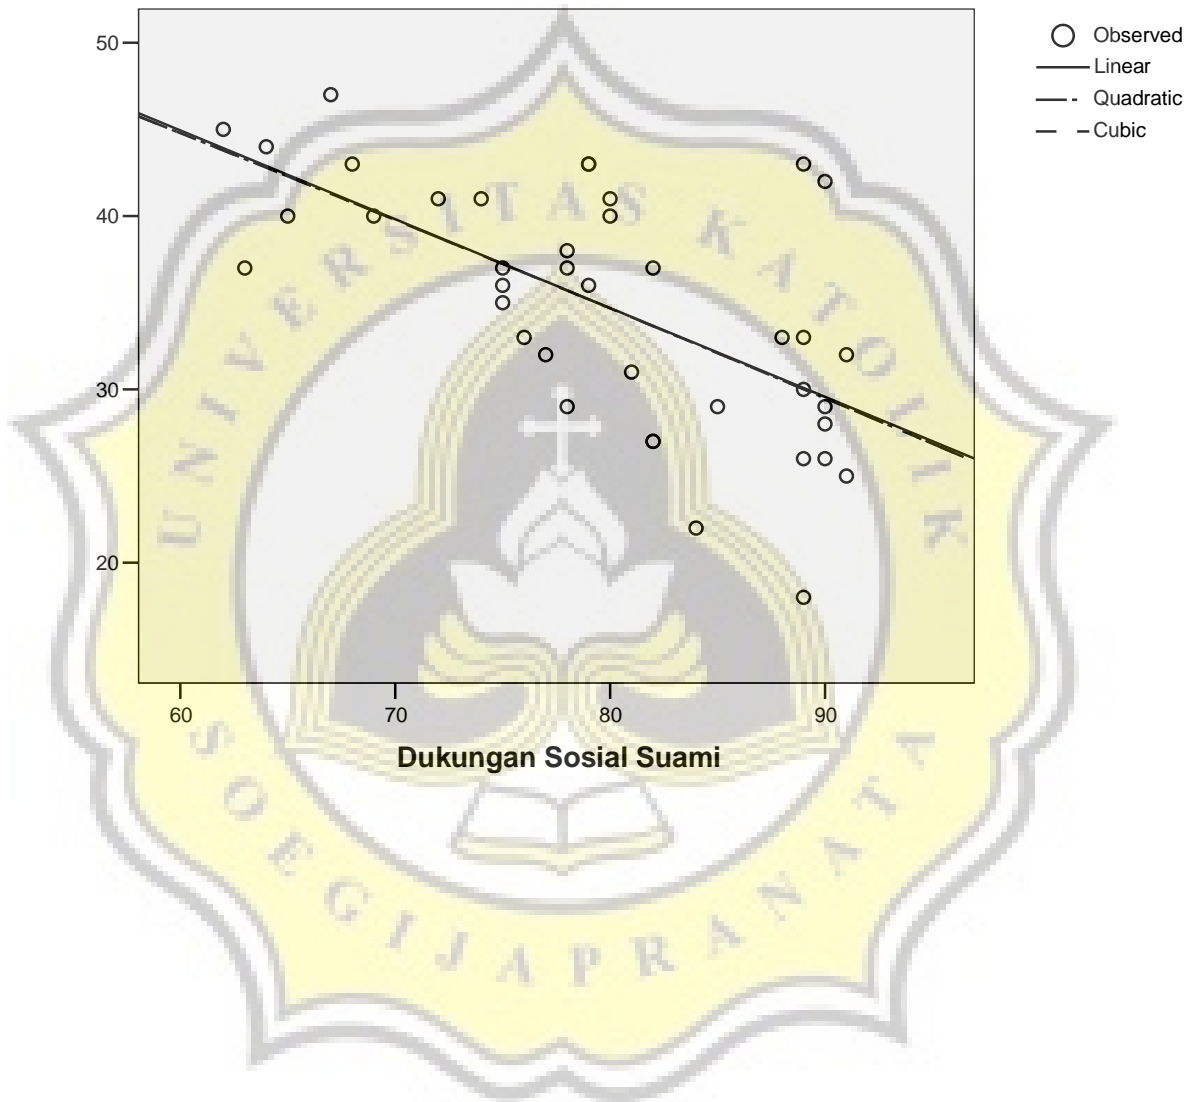 50
40
30
20
60 70 80 90
Dukungan Sosial Suami
Observed
Linear
Quadratic
Cubic
UNIVERSITAS KATOLIK
SOEGIJAPRANATA